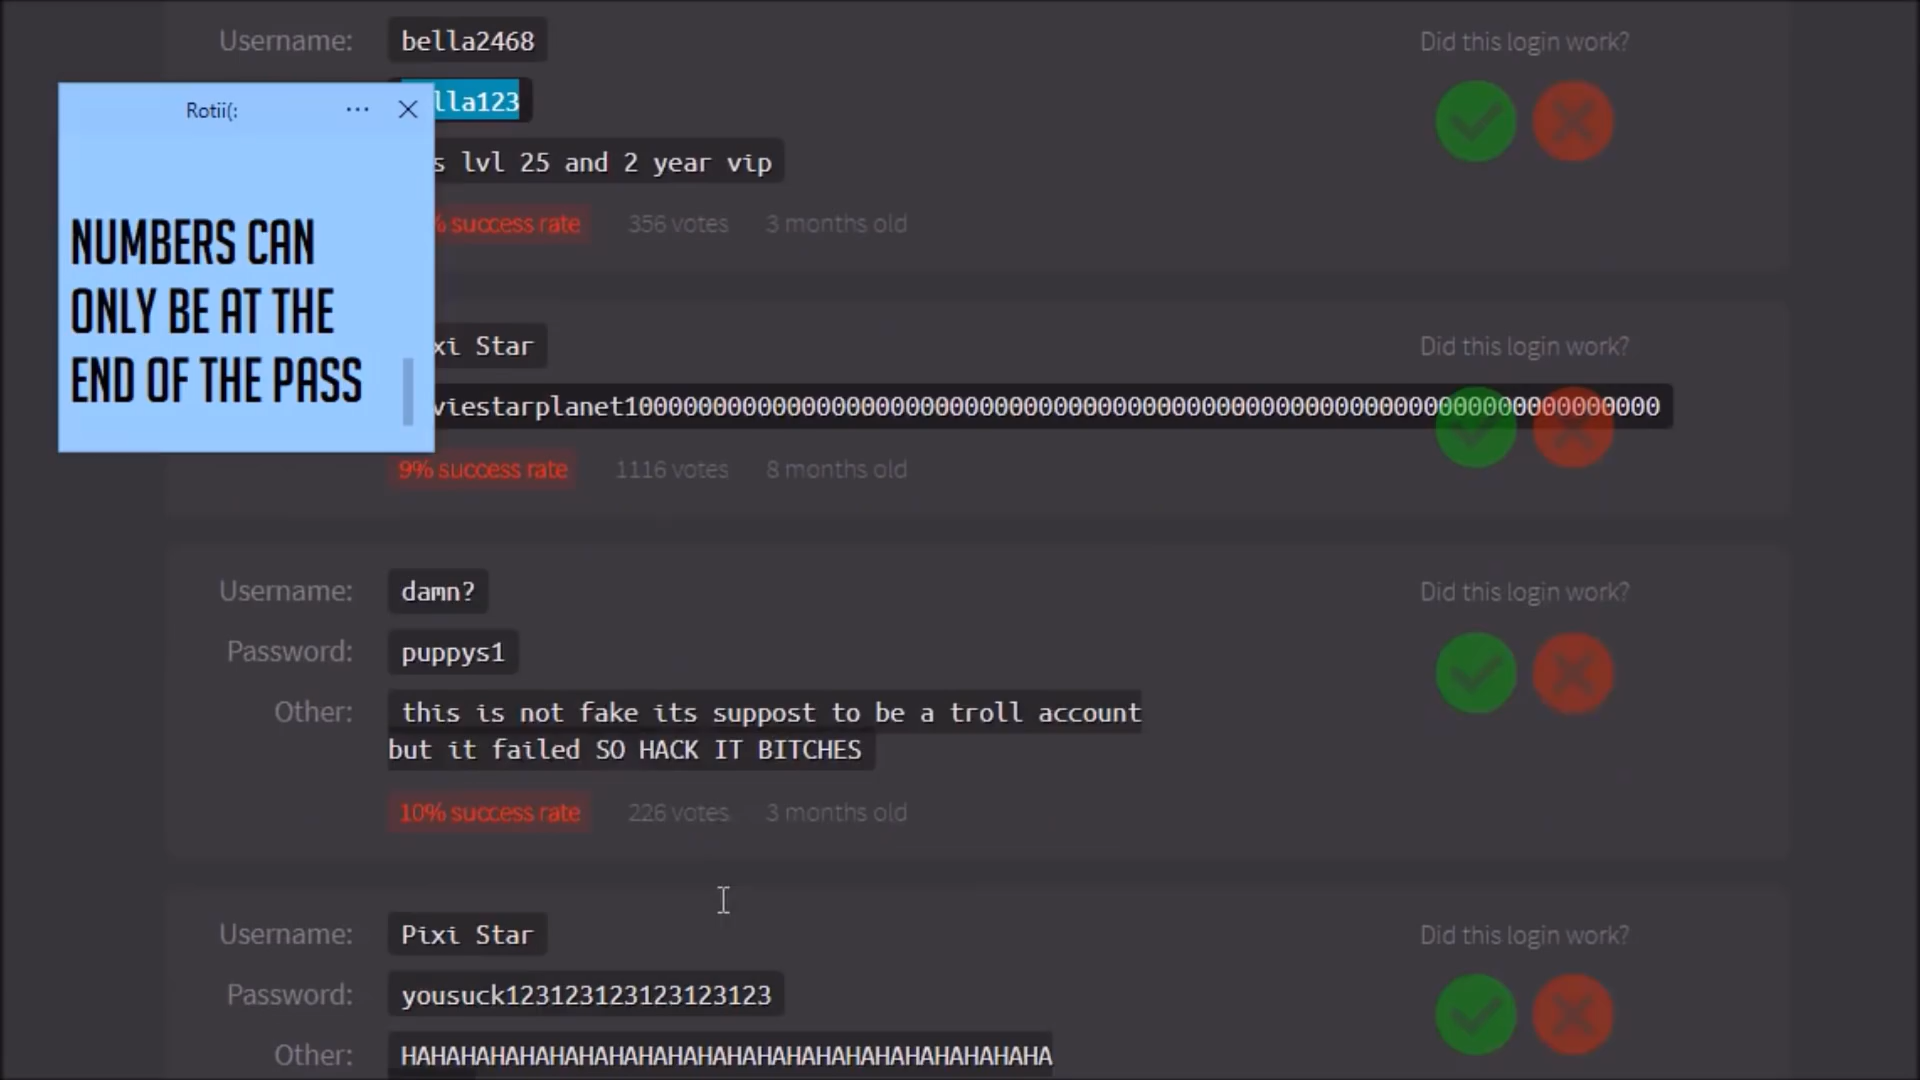 Username: bella2468 Did this login work?
Rotii(: ... lla123
s lvl 25 and 2 year vip
NUMBERS CAN
ONLY BE AT THE
END OF THE PASS
% success rate 356 votes 3 months old
xi Star Did this login work?
viestarplanet
9% success rate 1116 votes 8 months old
Username: damn? Did this login work?
Password: puppys1
Other: this is not fake its suppost to be a troll account
but it failed SO HACK IT BITCHES
10% success rate 226 votes 3 months old
Username: Pixi Star Did this login work?
Password: yousuck123123123123123123
Other: HAHAHAHAHAHAHAHAHAHAHAHAHAHAHAHAHAHAHAHAHAHA